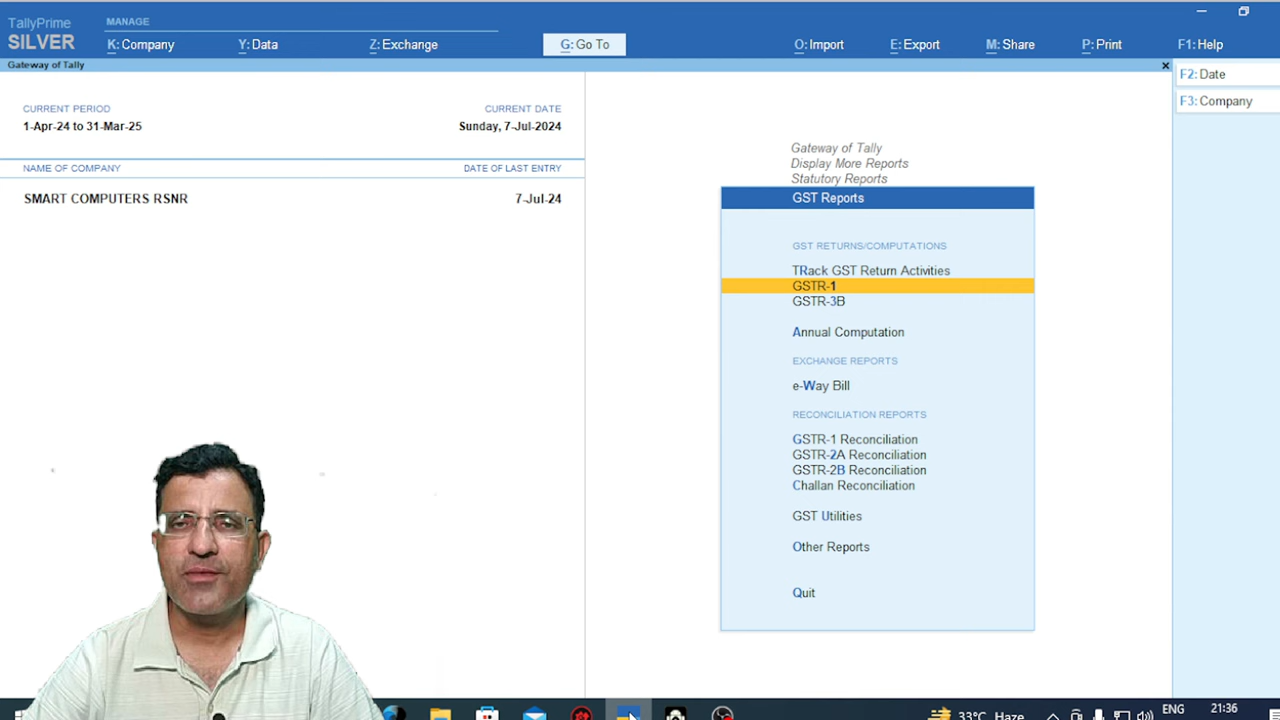 TallyPrime
SILVER
MANAGE
K: Company
Y: Data
Z: Exchange
G: Go To
O: Import
E: Export
M: Share
P: Print
F1: Help
Gateway of Tally
x
F2: Date
F3: Company
CURRENT PERIOD
CURRENT DATE
1-Apr-24 to 31-Mar-25
Sunday, 7-Jul-2024
NAME OF COMPANY
DATE OF LAST ENTRY
SMART COMPUTERS RSNR
7-Jul-24
Gateway of Tally
Display More Reports
Statutory Reports
GST Reports
GST RETURNS/COMPUTATIONS
TRack GST Return Activities
GSTR-1
GSTR-3B
Annual Computation
EXCHANGE REPORTS
e-Way Bill
RECONCILIATION REPORTS
GSTR-1 Reconciliation
GSTR-2A Reconciliation
GSTR-2B Reconciliation
Challan Reconciliation
GST Utilities
Other Reports
Quit
33°C Haze
ENG
21:36